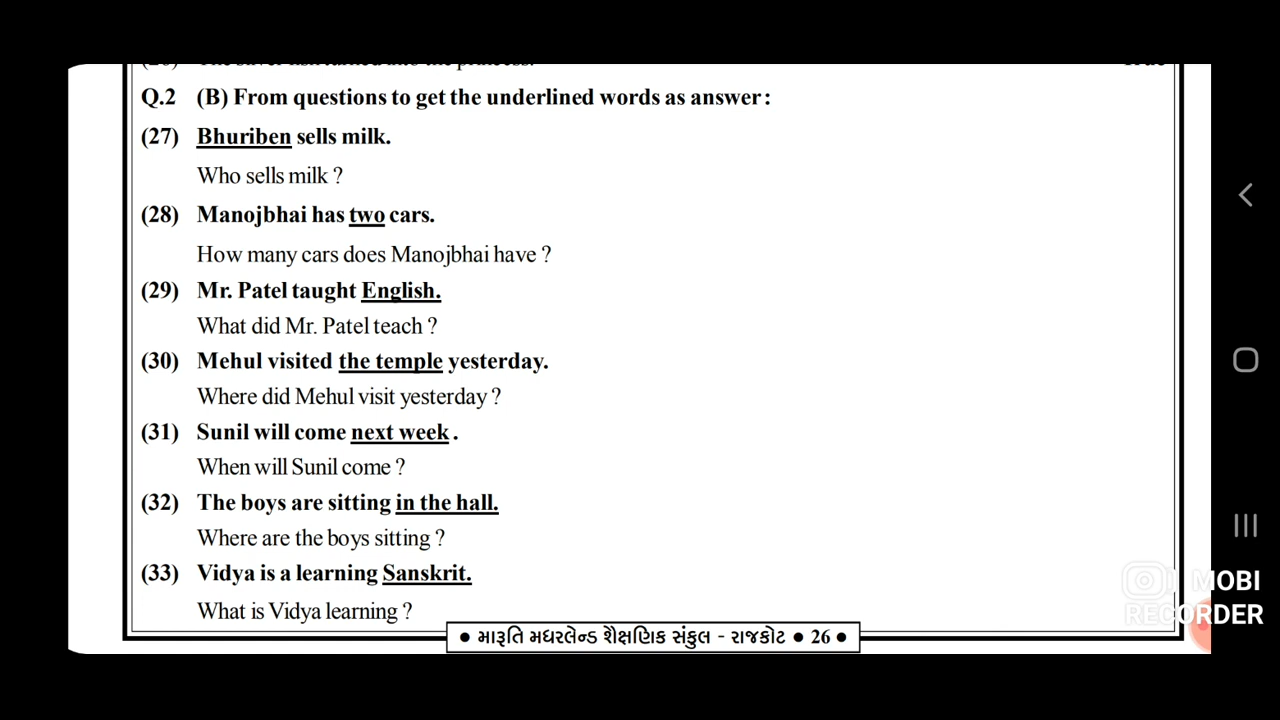 Q.2 (B) From questions to get the underlined words as answer:
(27) Bhuriben sells milk.
Who sells milk ?
(28) Manojbhai has two cars.
How many cars does Manojbhai have ?
(29) Mr. Patel taught English.
What did Mr. Patel teach ?
(30) Mehul visited the temple yesterday.
Where did Mehul visit yesterday ?
(31) Sunil will come next week .
When will Sunil come ?
(32) The boys are sitting in the hall.
Where are the boys sitting ?
(33) Vidya is a learning Sanskrit.
What is Vidya learning ?
● મારૂતિ મધરલેન્ડ શૈક્ષણિક સંકુલ - રાજકોટ ● 26 ●
MOBI
RECORDER